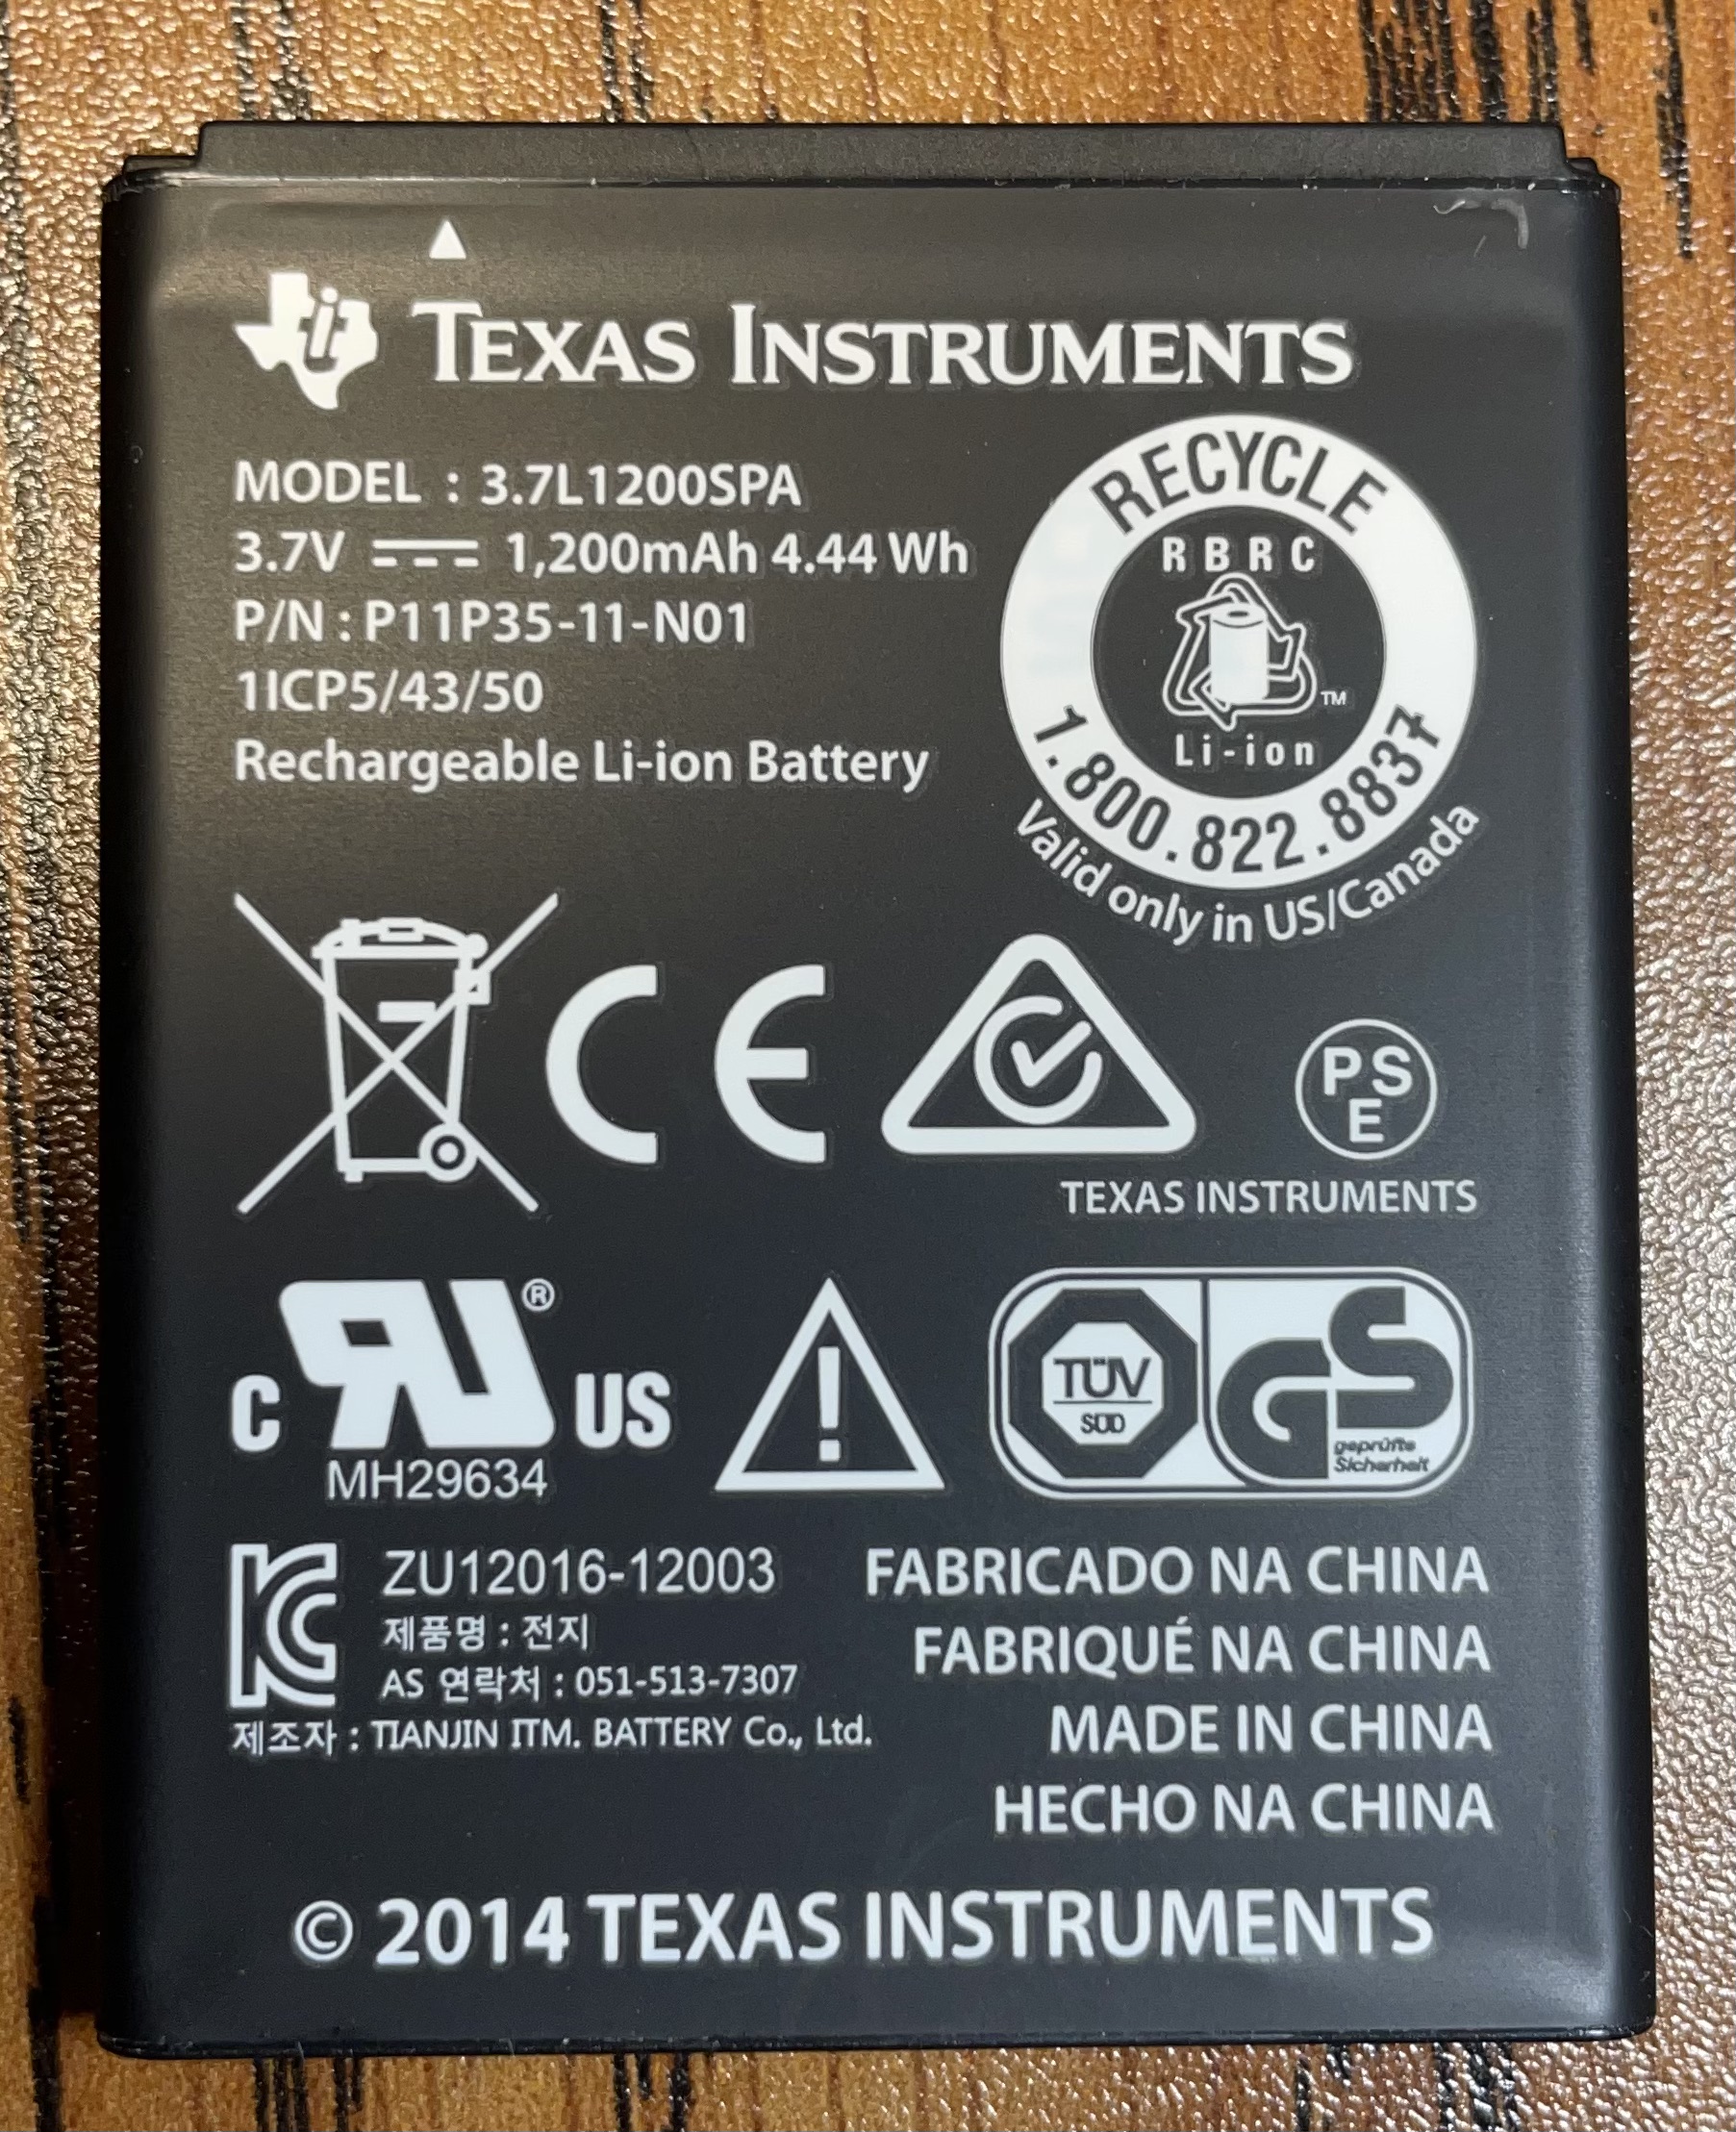 TEXAS INSTRUMENTS
MODEL : 3.7L1200SPA
3.7V 1,200mAh 4.44 Wh
P/N : P11P35-11-N01
1ICP5/43/50
Rechargeable Li-ion Battery
RECYCLE
RBRC
TM
Li-ion
1.800.822.8837
Valid only in US/Canada
CE
PS
E
TEXAS INSTRUMENTS
C RU ® US
MH29634
TÜV
SÜD
GS
geprüfte
Sicherheit
KC
ZU12016-12003
제품명 : 전지
AS 연락처 : 051-513-7307
제조자 : TIANJIN ITM. BATTERY Co., Ltd.
FABRICADO NA CHINA
FABRIQUÉ NA CHINA
MADE IN CHINA
HECHO NA CHINA
© 2014 TEXAS INSTRUMENTS